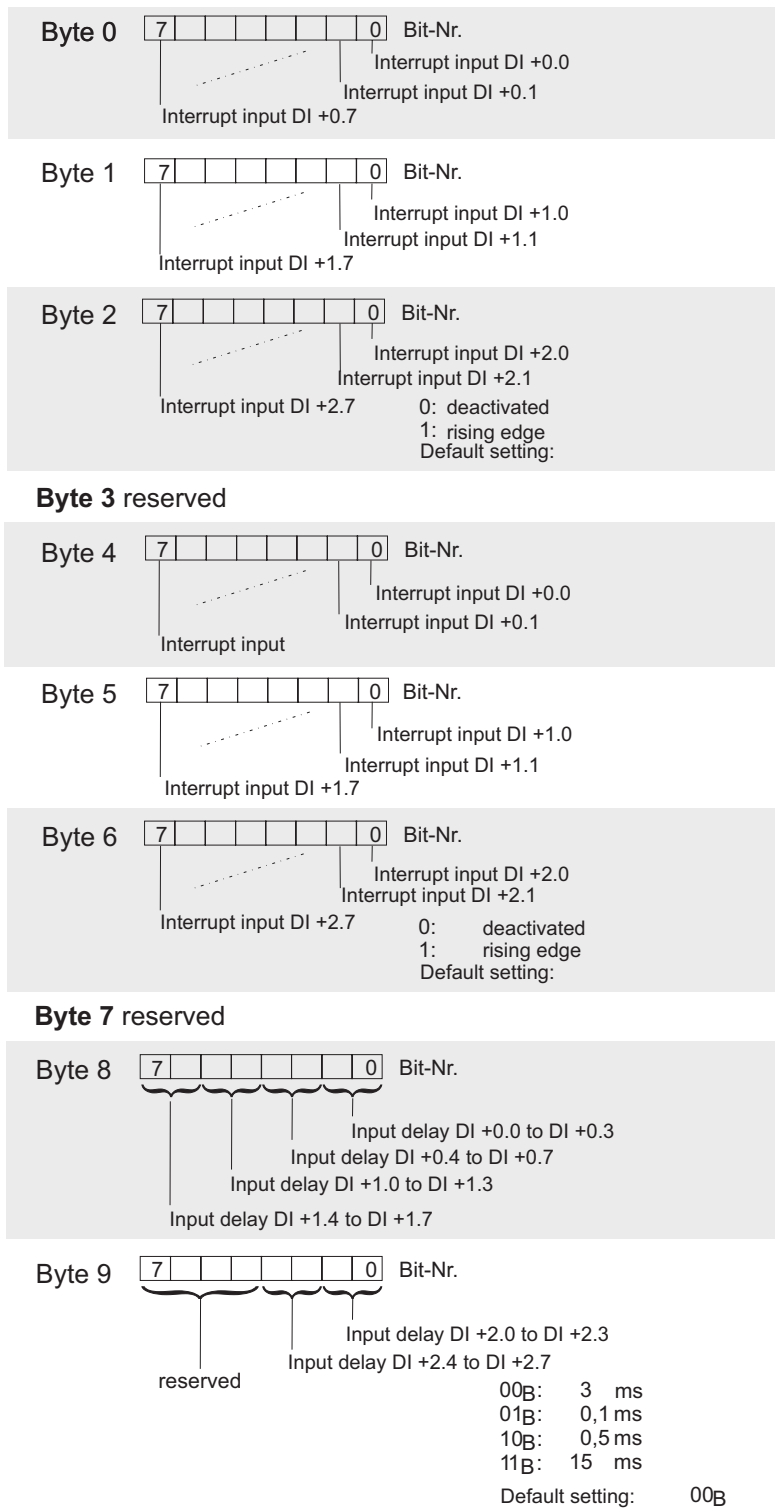 Byte 0 7 0 Bit-Nr.
Interrupt input DI +0.0
Interrupt input DI +0.1
Interrupt input DI +0.7
Byte 1 7 0 Bit-Nr.
Interrupt input DI +1.0
Interrupt input DI +1.1
Interrupt input DI +1.7
Byte 2 7 0 Bit-Nr.
Interrupt input DI +2.0
Interrupt input DI +2.1
Interrupt input DI +2.7
0: deactivated
1: rising edge
Default setting:
Byte 3 reserved
Byte 4 7 0 Bit-Nr.
Interrupt input DI +0.0
Interrupt input DI +0.1
Interrupt input
Byte 5 7 0 Bit-Nr.
Interrupt input DI +1.0
Interrupt input DI +1.1
Interrupt input DI +1.7
Byte 6 7 0 Bit-Nr.
Interrupt input DI +2.0
Interrupt input DI +2.1
Interrupt input DI +2.7
0: deactivated
1: rising edge
Default setting:
Byte 7 reserved
Byte 8 7 0 Bit-Nr.
Input delay DI +0.0 to DI +0.3
Input delay DI +0.4 to DI +0.7
Input delay DI +1.0 to DI +1.3
Input delay DI +1.4 to DI +1.7
Byte 9 7 0 Bit-Nr.
Input delay DI +2.0 to DI +2.3
Input delay DI +2.4 to DI +2.7
reserved
00B: 3 ms
01B: 0,1 ms
10B: 0,5 ms
11B: 15 ms
Default setting: 00B